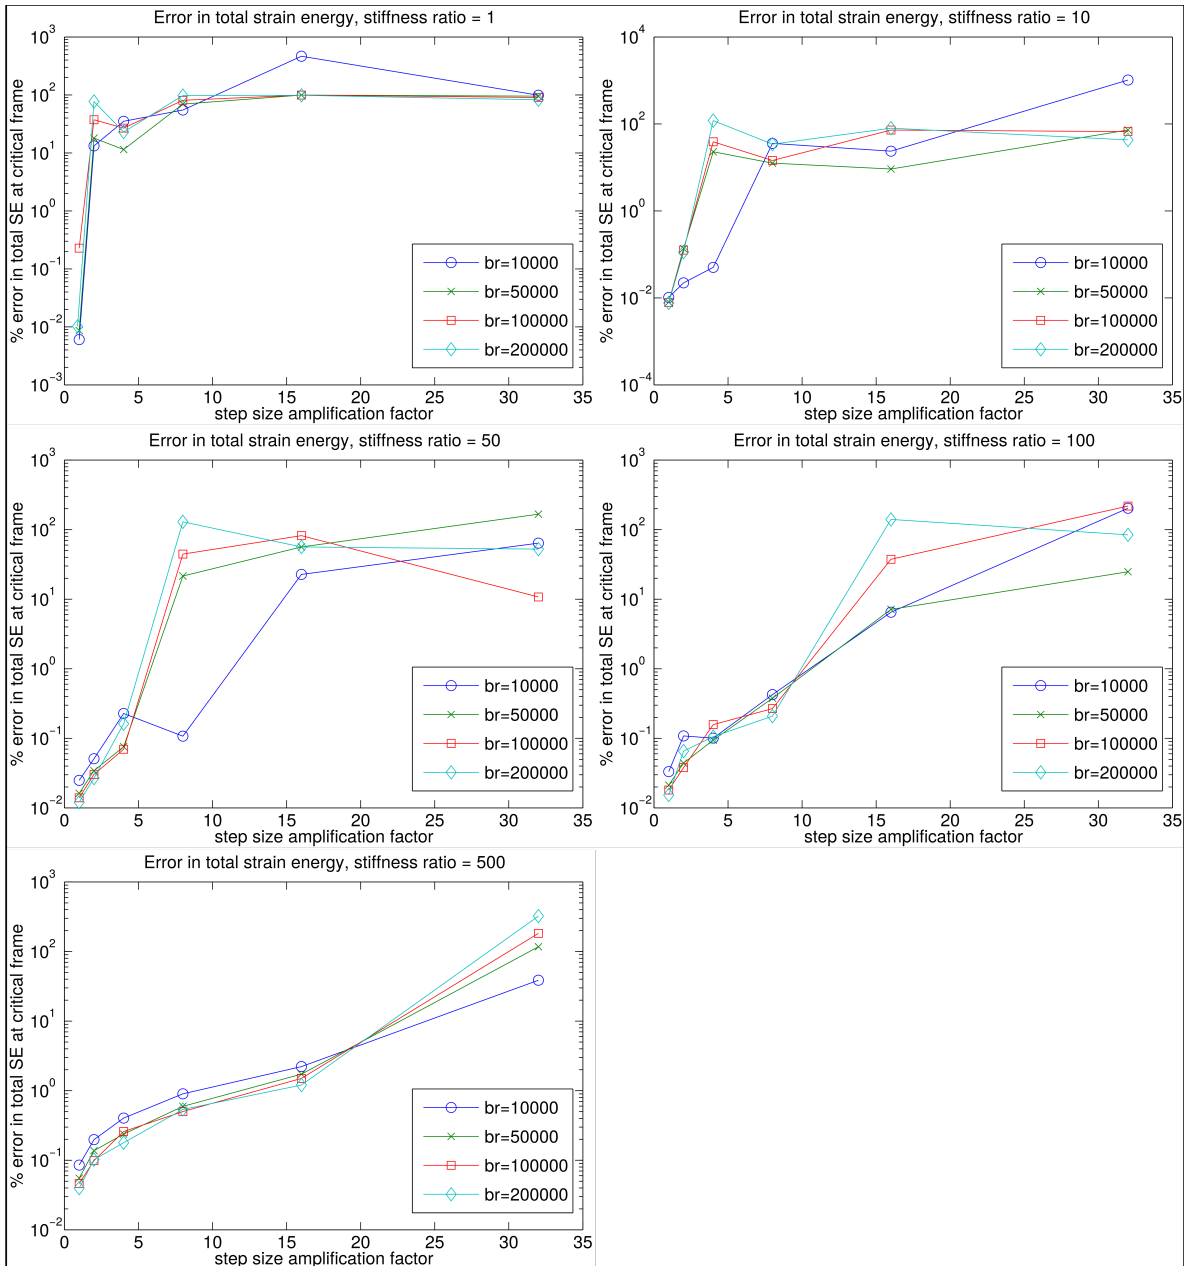 Error in total strain energy, stiffness ratio = 1
% error in total SE at critical frame
10^3
10^2
10^1
10^0
10^−1
10^−2
10^−3
0 5 10 15 20 25 30 35
step size amplification factor
br=10000
br=50000
br=100000
br=200000
Error in total strain energy, stiffness ratio = 10
% error in total SE at critical frame
10^4
10^2
10^0
10^−2
10^−4
0 5 10 15 20 25 30 35
step size amplification factor
br=10000
br=50000
br=100000
br=200000
Error in total strain energy, stiffness ratio = 50
% error in total SE at critical frame
10^3
10^2
10^1
10^0
10^−1
10^−2
0 5 10 15 20 25 30 35
step size amplification factor
br=10000
br=50000
br=100000
br=200000
Error in total strain energy, stiffness ratio = 100
% error in total SE at critical frame
10^3
10^2
10^1
10^0
10^−1
10^−2
0 5 10 15 20 25 30 35
step size amplification factor
br=10000
br=50000
br=100000
br=200000
Error in total strain energy, stiffness ratio = 500
% error in total SE at critical frame
10^3
10^2
10^1
10^0
10^−1
10^−2
0 5 10 15 20 25 30 35
step size amplification factor
br=10000
br=50000
br=100000
br=200000